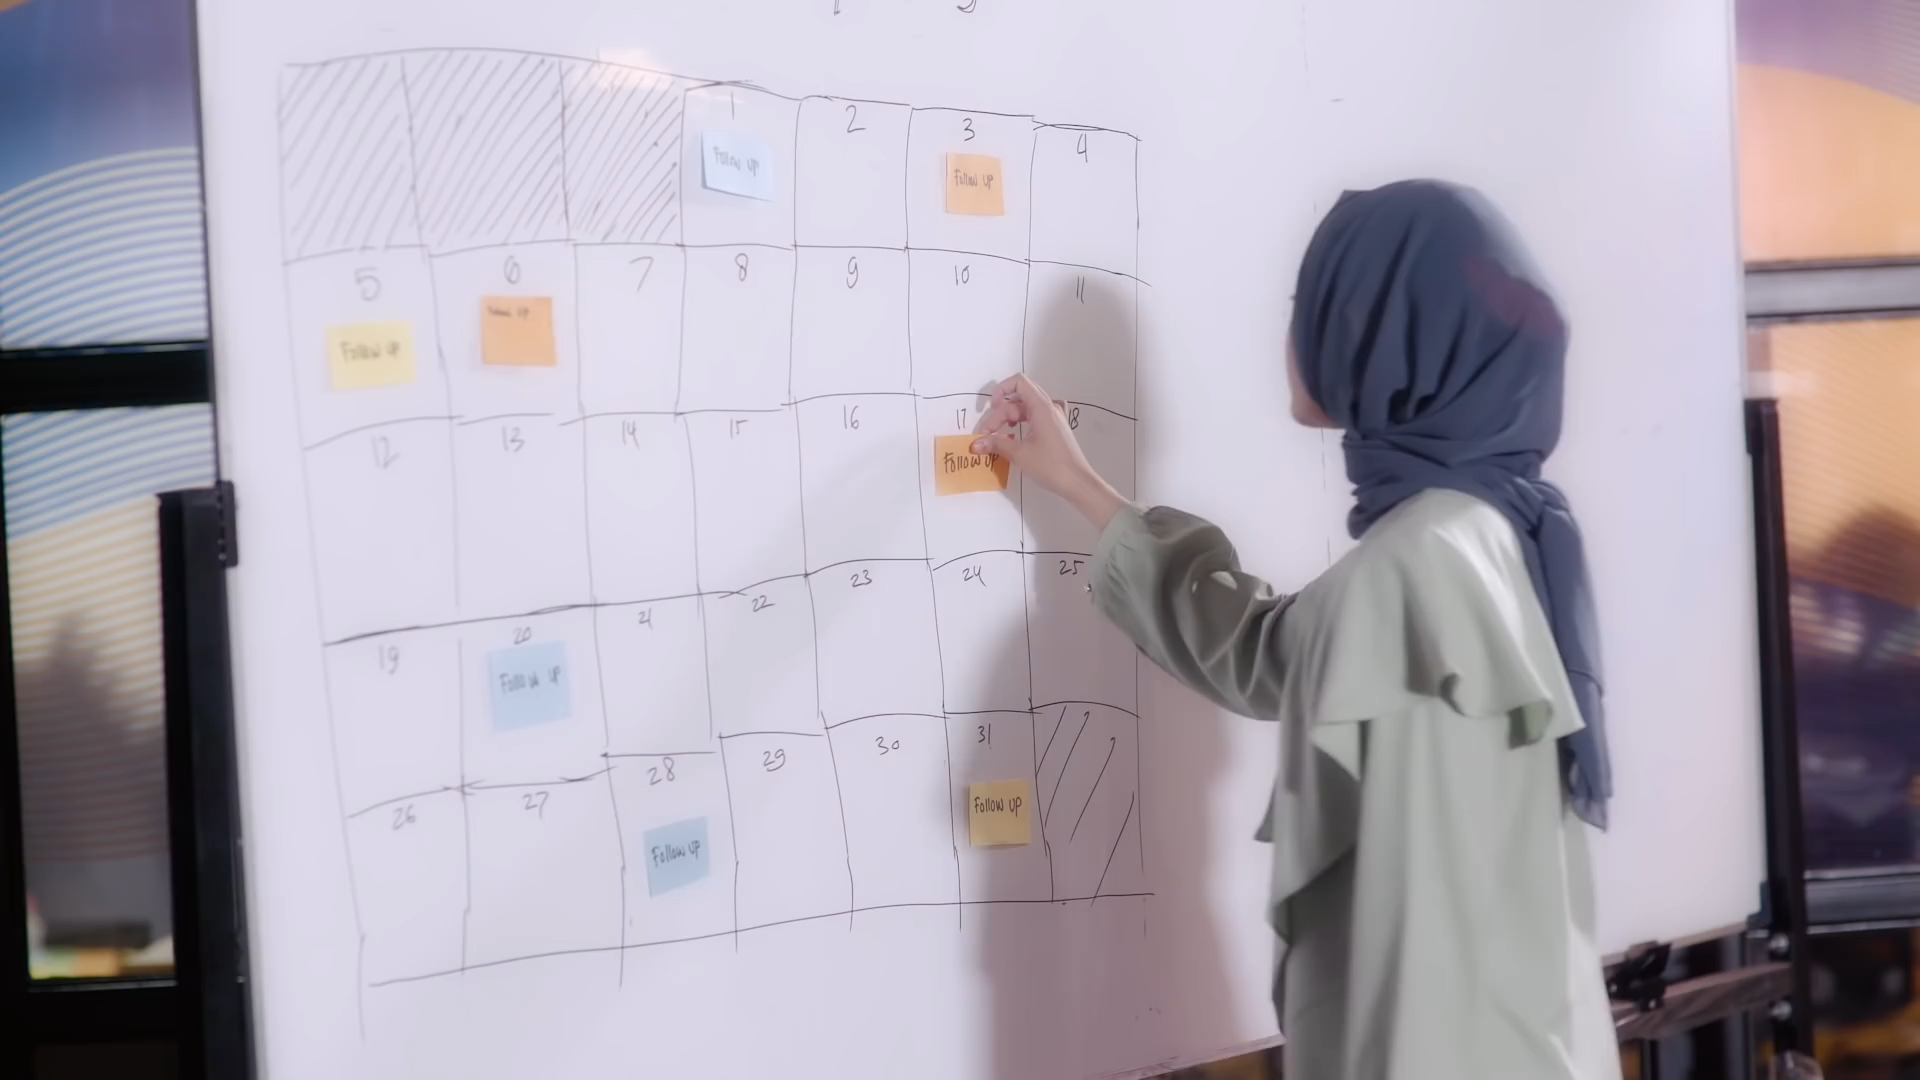 1 2 3 4
Follow up Follow up
5 6 7 8 9 10 11
Follow up Follow up
12 13 14 15 16 17 18
Follow up
19 20 21 22 23 24 25
Follow up
26 27 28 29 30 31
Follow up Follow up